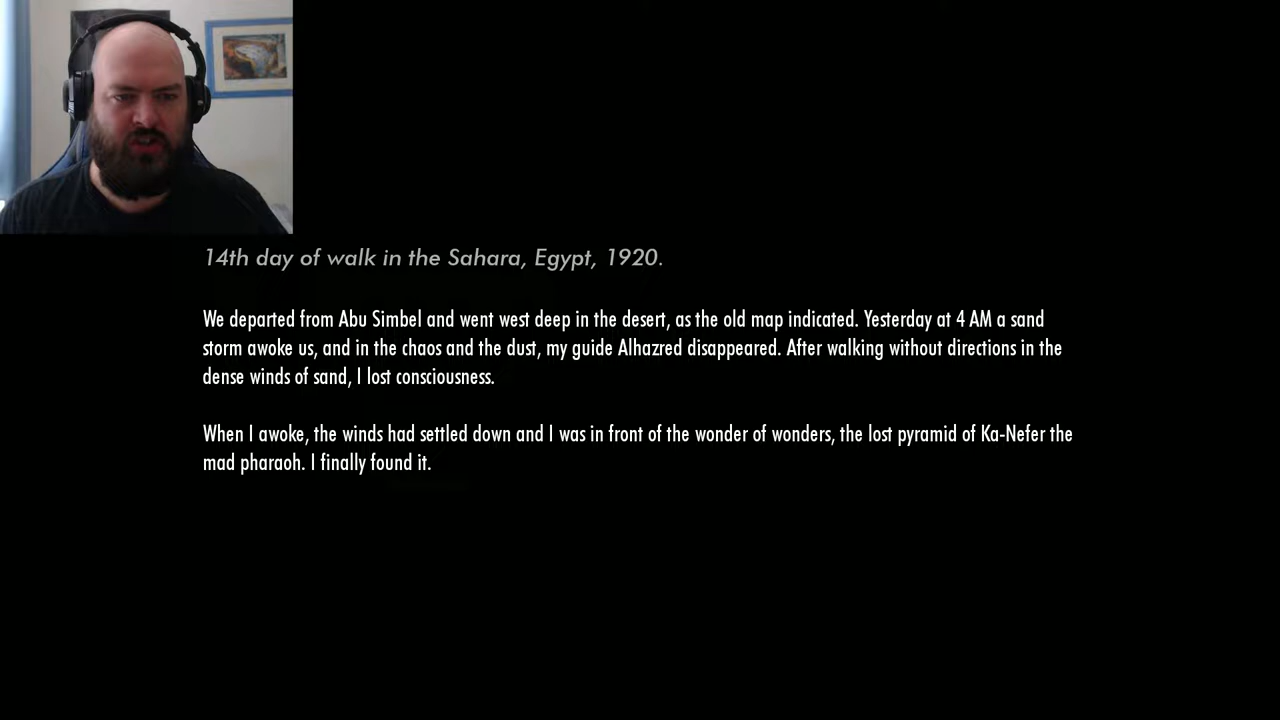 14th day of walk in the Sahara, Egypt, 1920.
We departed from Abu Simbel and went west deep in the desert, as the old map indicated. Yesterday at 4 AM a sand
storm awoke us, and in the chaos and the dust, my guide Alhazred disappeared. After walking without directions in the
dense winds of sand, I lost consciousness.
When I awoke, the winds had settled down and I was in front of the wonder of wonders, the lost pyramid of Ka-Nefer the
mad pharaoh. I finally found it.